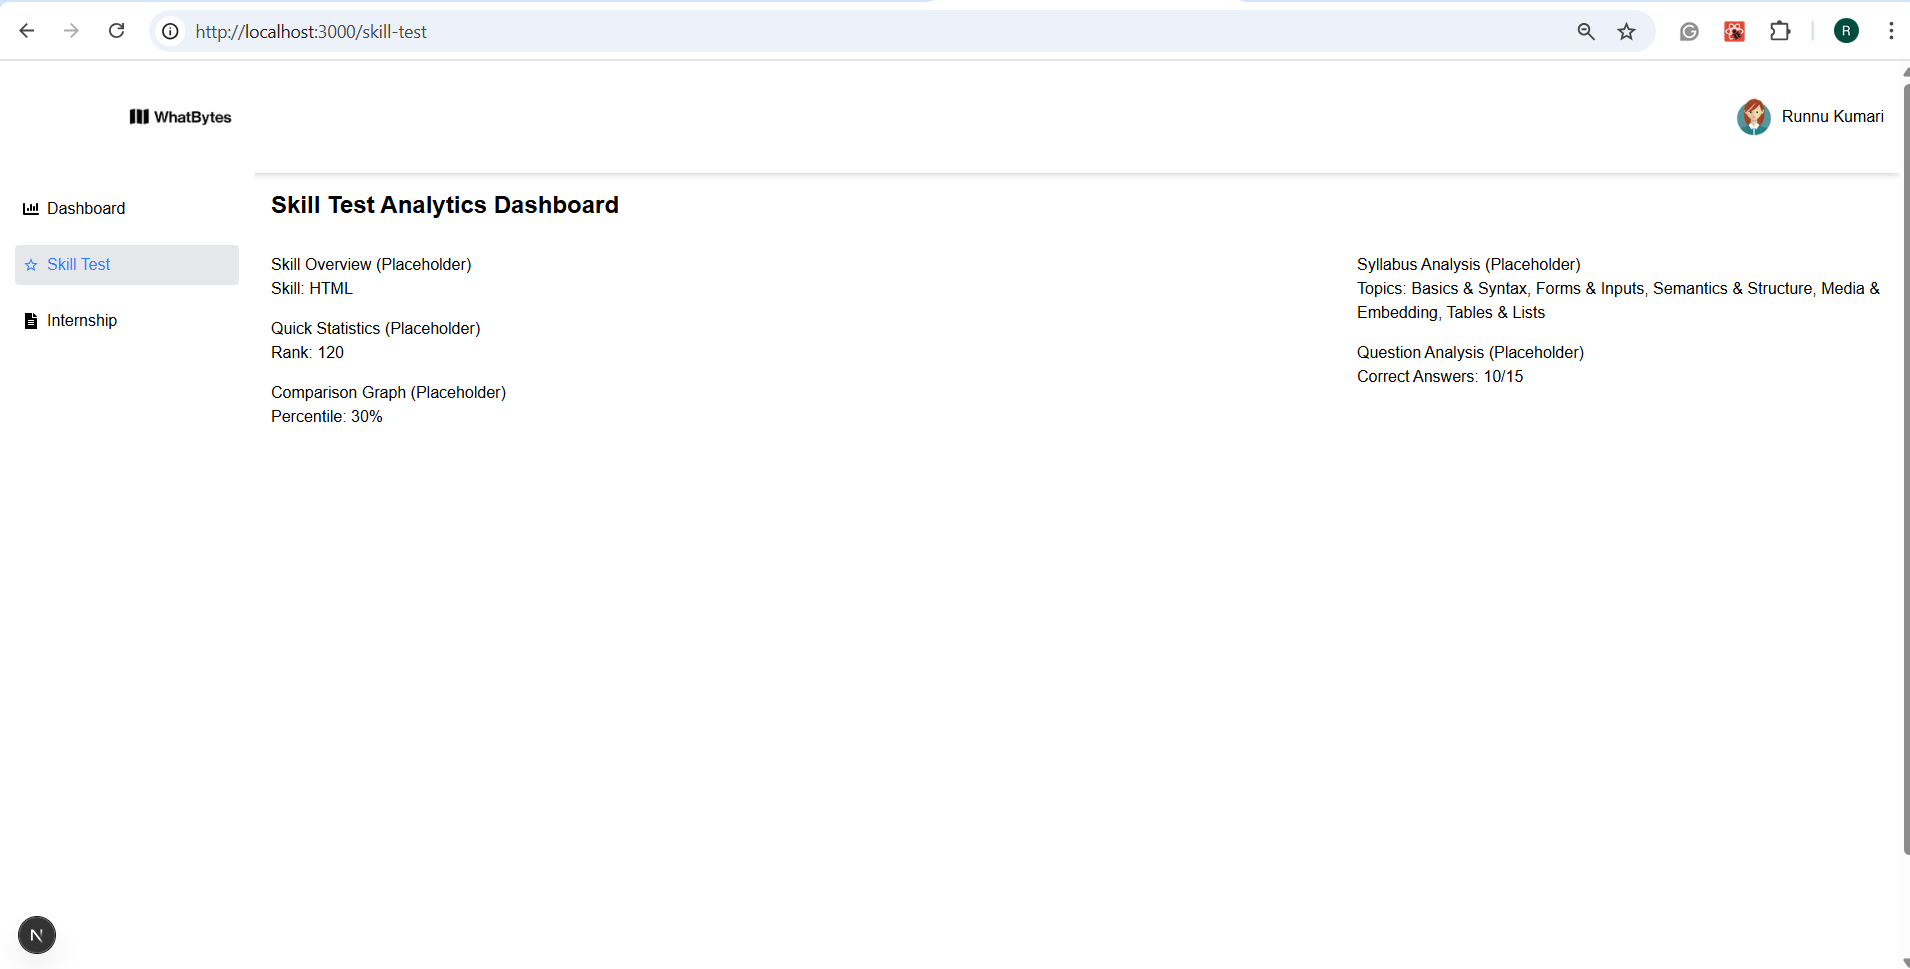 http://localhost:3000/skill-test
R
WhatBytes
Runnu Kumari
Dashboard
Skill Test
Internship
Skill Test Analytics Dashboard
Skill Overview (Placeholder)
Skill: HTML
Quick Statistics (Placeholder)
Rank: 120
Comparison Graph (Placeholder)
Percentile: 30%
Syllabus Analysis (Placeholder)
Topics: Basics & Syntax, Forms & Inputs, Semantics & Structure, Media &
Embedding, Tables & Lists
Question Analysis (Placeholder)
Correct Answers: 10/15
N